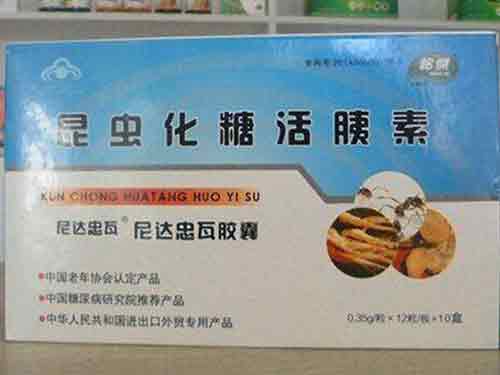 昆虫化糖活胰素
KUN CHONG HUATANG HUO YI SU
尼达忠瓦® 尼达忠瓦胶囊
•中国老年协会认定产品
•中国糖尿病研究院推荐产品
•中华人民共和国进出口外贸专用产品
0.35g/粒×12粒/板×10盒